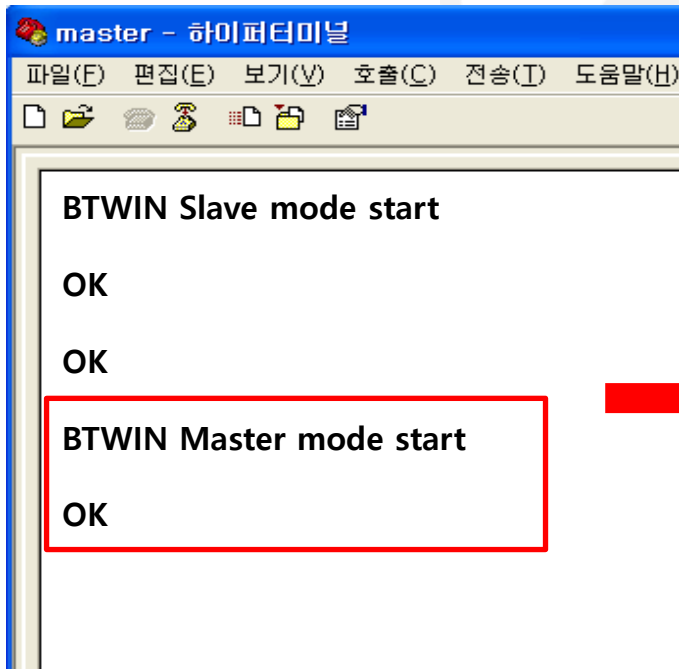 master - 하이퍼터미널
파일(F) 편집(E) 보기(V) 호출(C) 전송(T) 도움말(H)
BTWIN Slave mode start
OK
OK
BTWIN Master mode start
OK